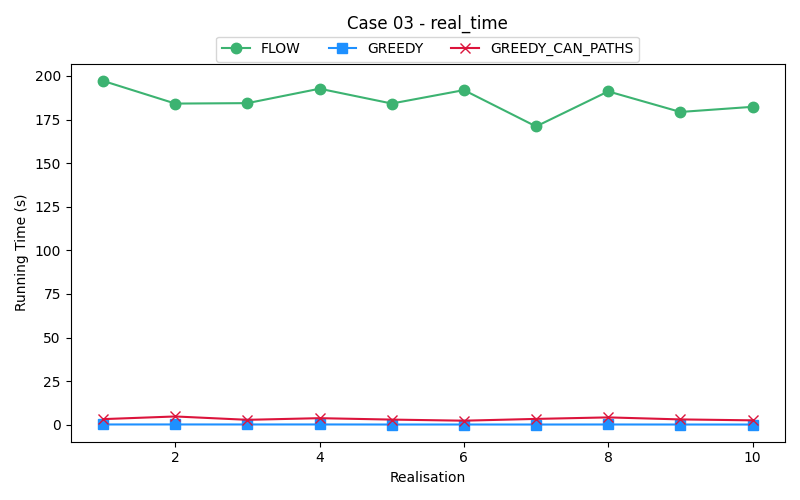 Case 03 - real_time
FLOW GREEDY GREEDY_CAN_PATHS
200
175
150
125
100
75
50
25
0
Running Time (s)
2 4 6 8 10
Realisation